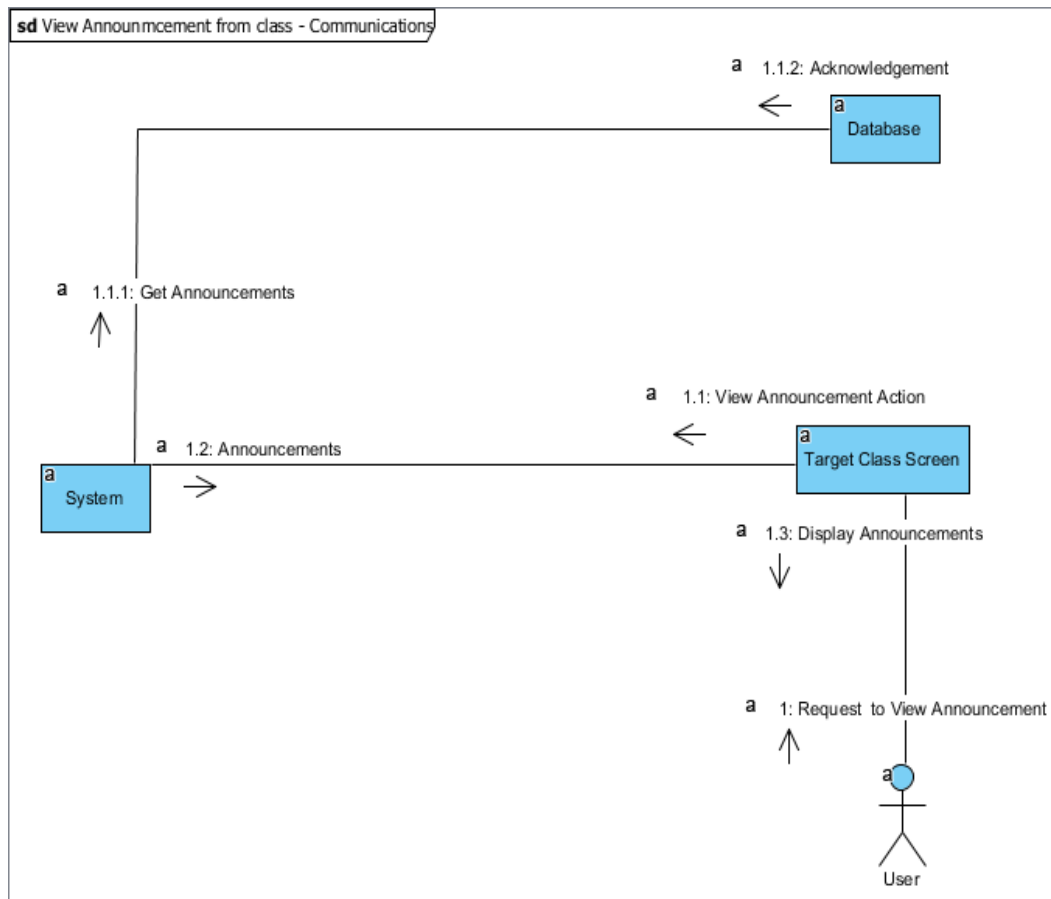 sd View Announmcement from class - Communications
a 1.1.2: Acknowledgement
a
Database
a 1.1.1: Get Announcements
a 1.1: View Announcement Action
a
Target Class Screen
a 1.2: Announcements
a
System
a 1.3: Display Announcements
a 1: Request to View Announcement
a
User